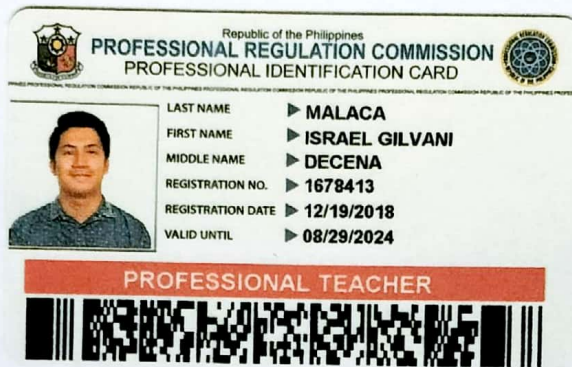 Republic of the Philippines
PROFESSIONAL REGULATION COMMISSION
PROFESSIONAL IDENTIFICATION CARD
LAST NAME MALACA
FIRST NAME ISRAEL GILVANI
MIDDLE NAME DECENA
REGISTRATION NO. 1678413
REGISTRATION DATE 12/19/2018
VALID UNTIL 08/29/2024
PROFESSIONAL TEACHER